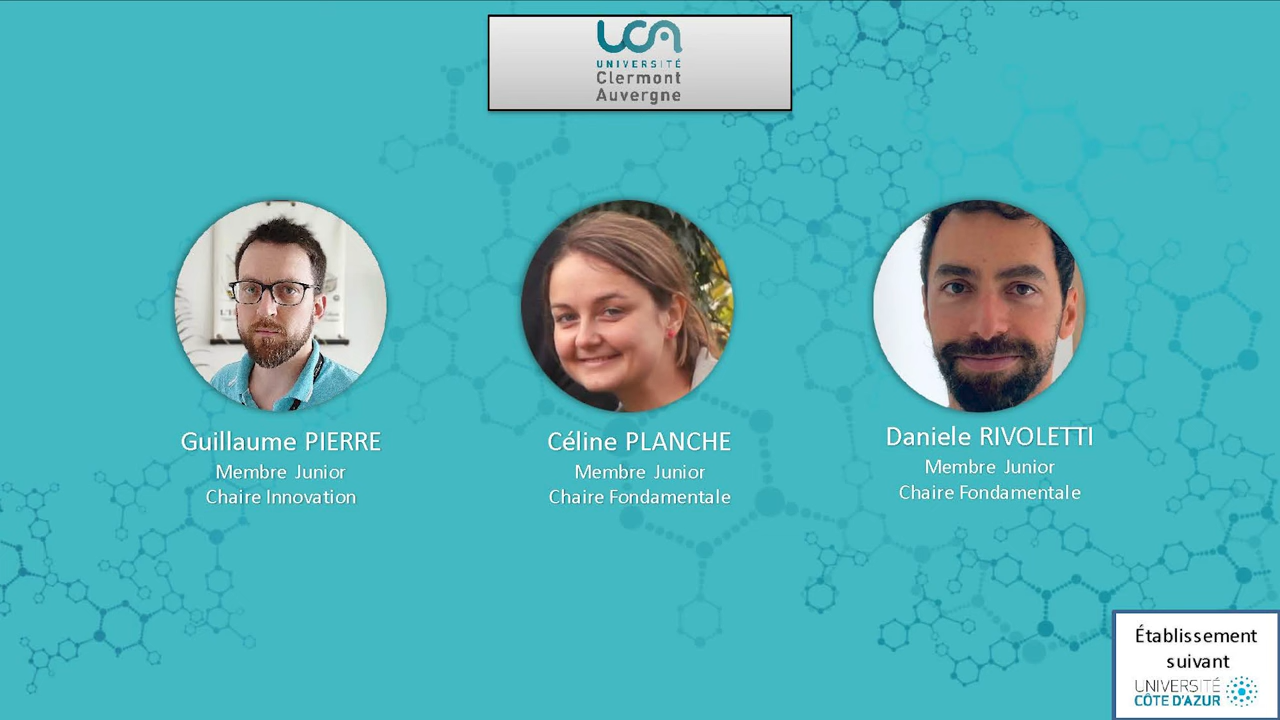 UCA
UNIVERSITÉ
Clermont
Auvergne
Guillaume PIERRE
Membre Junior
Chaire Innovation
Céline PLANCHE
Membre Junior
Chaire Fondamentale
Daniele RIVOLETTI
Membre Junior
Chaire Fondamentale
Établissement
suivant
UNIVERSITÉ
CÔTE D'AZUR